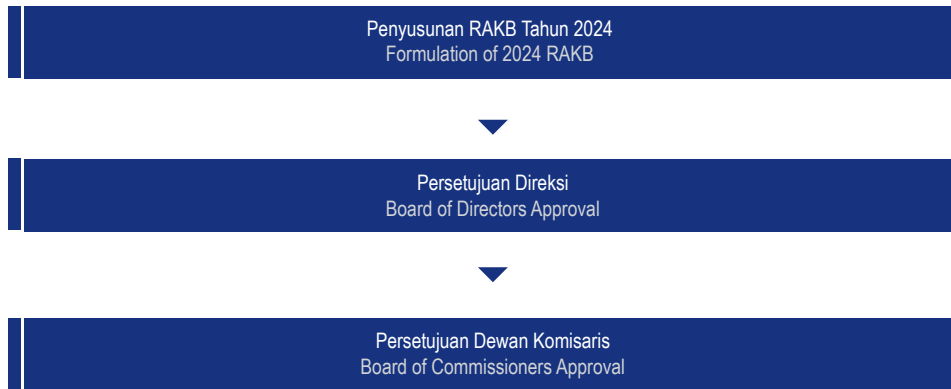 Penyusunan RAKB Tahun 2024
Formulation of 2024 RAKB
Persetujuan Direksi
Board of Directors Approval
Persetujuan Dewan Komisaris
Board of Commissioners Approval